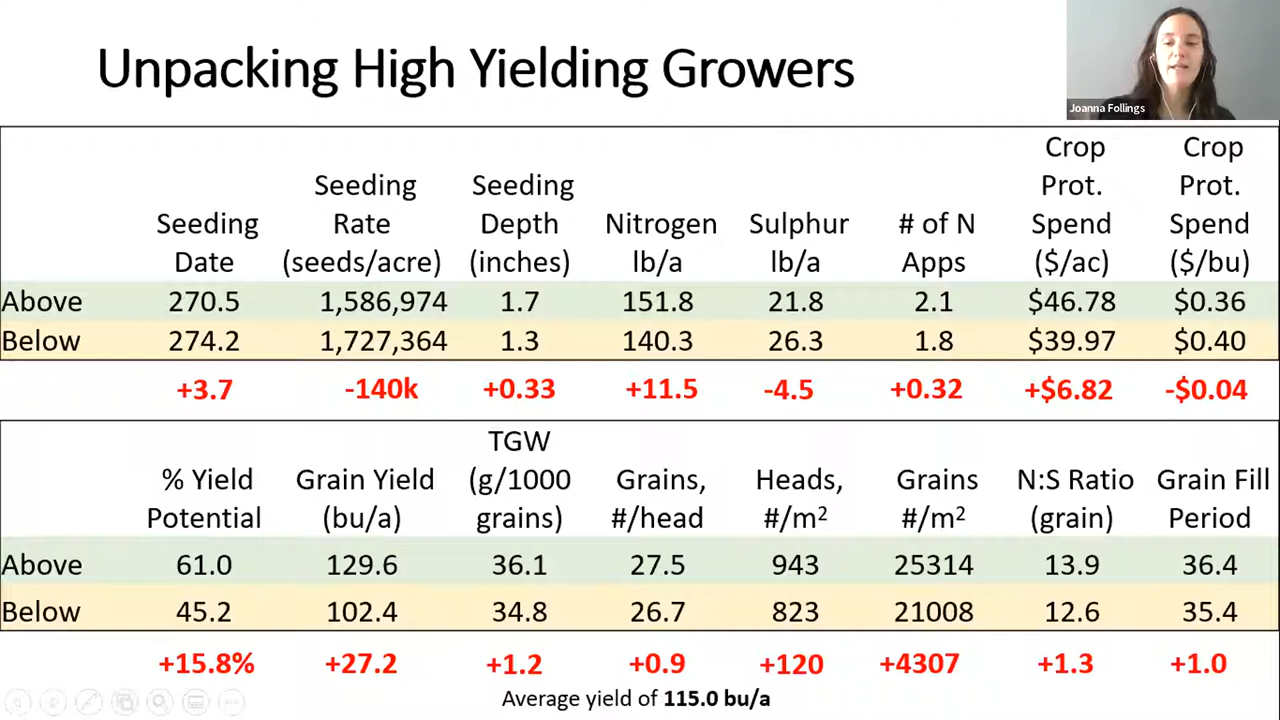 Unpacking High Yielding Growers
Joanna Follings
Seeding Date
Seeding Rate (seeds/acre)
Seeding Depth (inches)
Nitrogen lb/a
Sulphur lb/a
# of N Apps
Crop Prot. Spend ($/ac)
Crop Prot. Spend ($/bu)
Above 270.5 1,586,974 1.7 151.8 21.8 2.1 $46.78 $0.36
Below 274.2 1,727,364 1.3 140.3 26.3 1.8 $39.97 $0.40
+3.7 -140k +0.33 +11.5 -4.5 +0.32 +$6.82 -$0.04
% Yield Potential
Grain Yield (bu/a)
TGW (g/1000 grains)
Grains, #/head
Heads, #/m²
Grains #/m²
N:S Ratio (grain)
Grain Fill Period
Above 61.0 129.6 36.1 27.5 943 25314 13.9 36.4
Below 45.2 102.4 34.8 26.7 823 21008 12.6 35.4
+15.8% +27.2 +1.2 +0.9 +120 +4307 +1.3 +1.0
Average yield of 115.0 bu/a